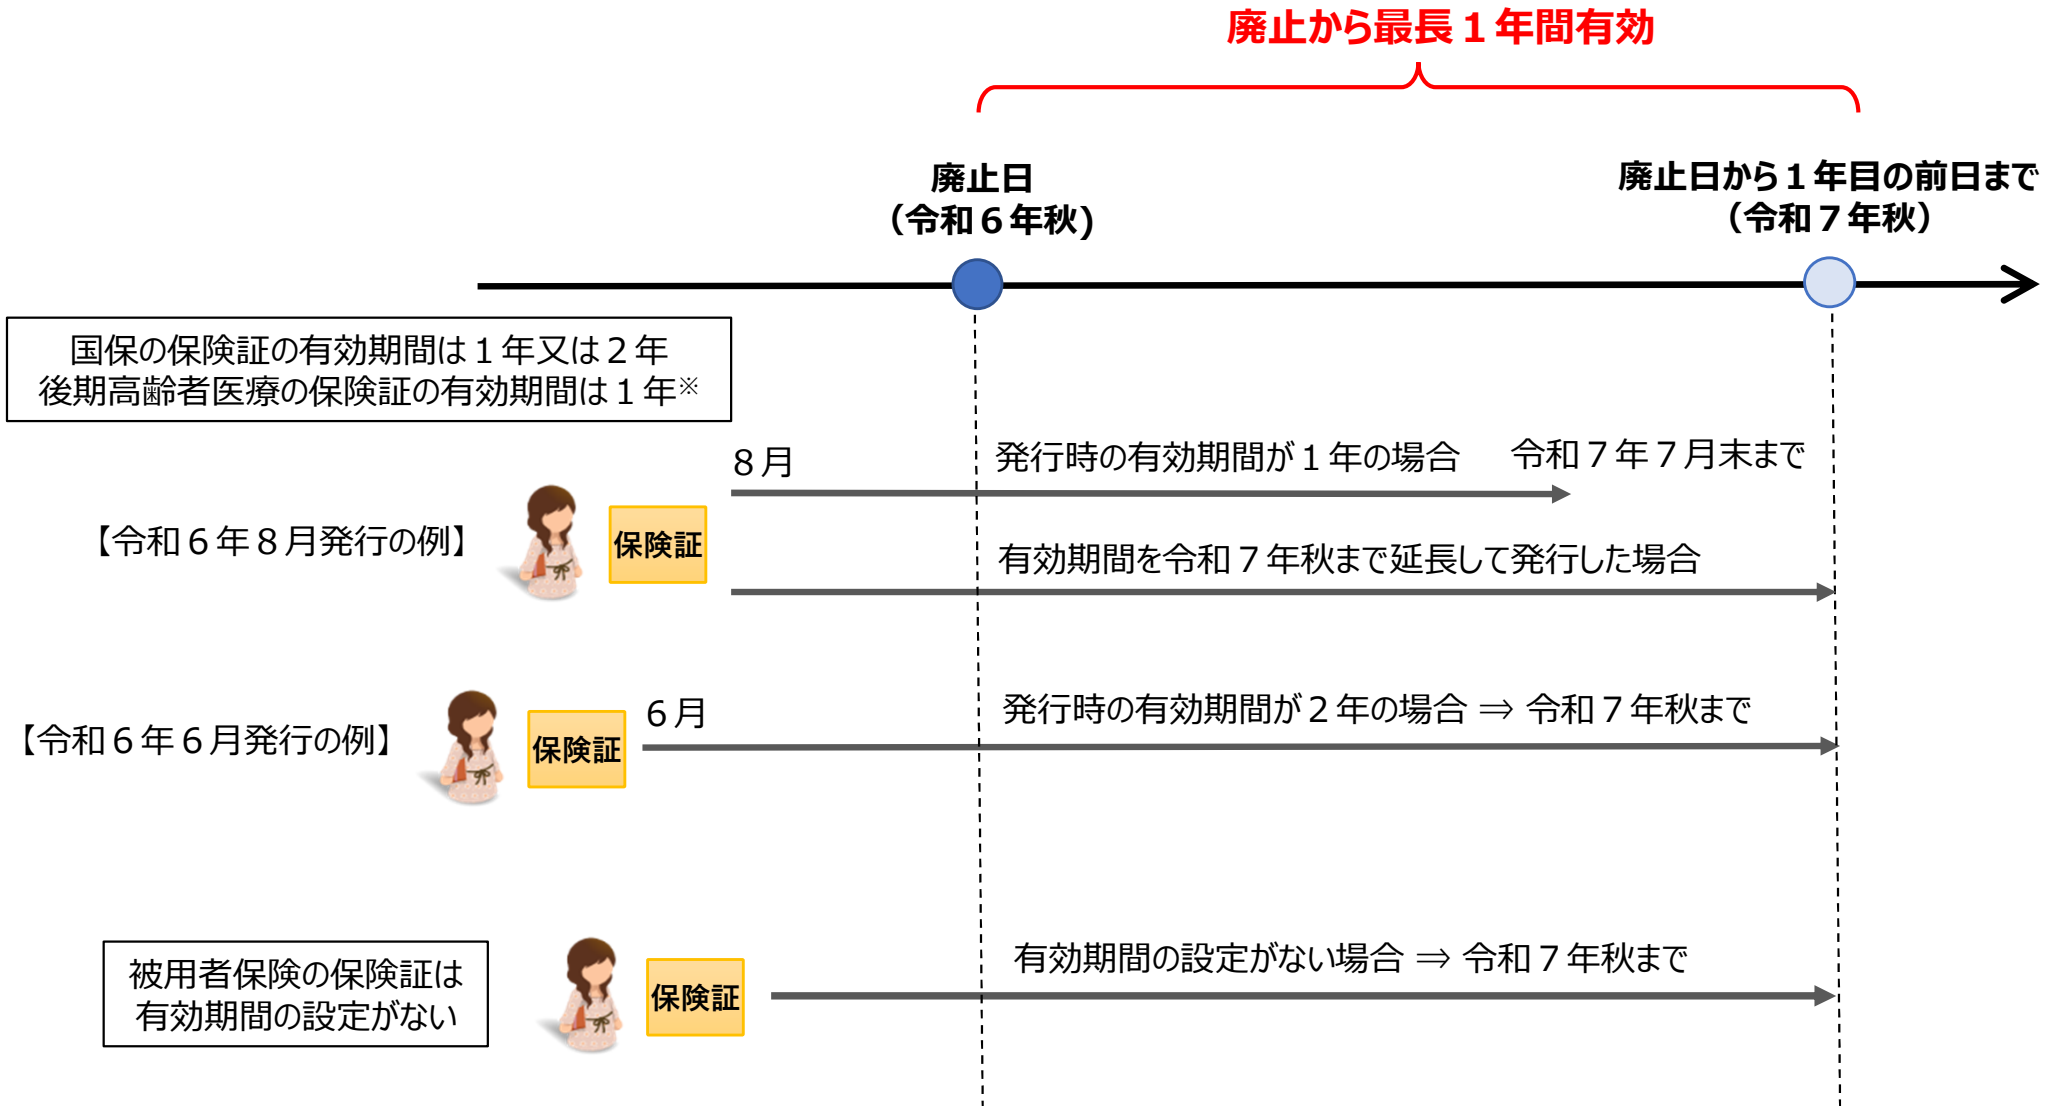 廃止から最長１年間有効
廃止日
（令和６年秋）
廃止日から１年目の前日まで
（令和７年秋）
国保の保険証の有効期間は１年又は２年
後期高齢者医療の保険証の有効期間は１年※
８月
発行時の有効期間が１年の場合
令和７年７月末まで
【令和６年８月発行の例】
保険証
有効期間を令和７年秋まで延長して発行した場合
６月
発行時の有効期間が２年の場合 ⇒ 令和７年秋まで
【令和６年６月発行の例】
保険証
被用者保険の保険証は
有効期間の設定がない
保険証
有効期間の設定がない場合 ⇒ 令和７年秋まで